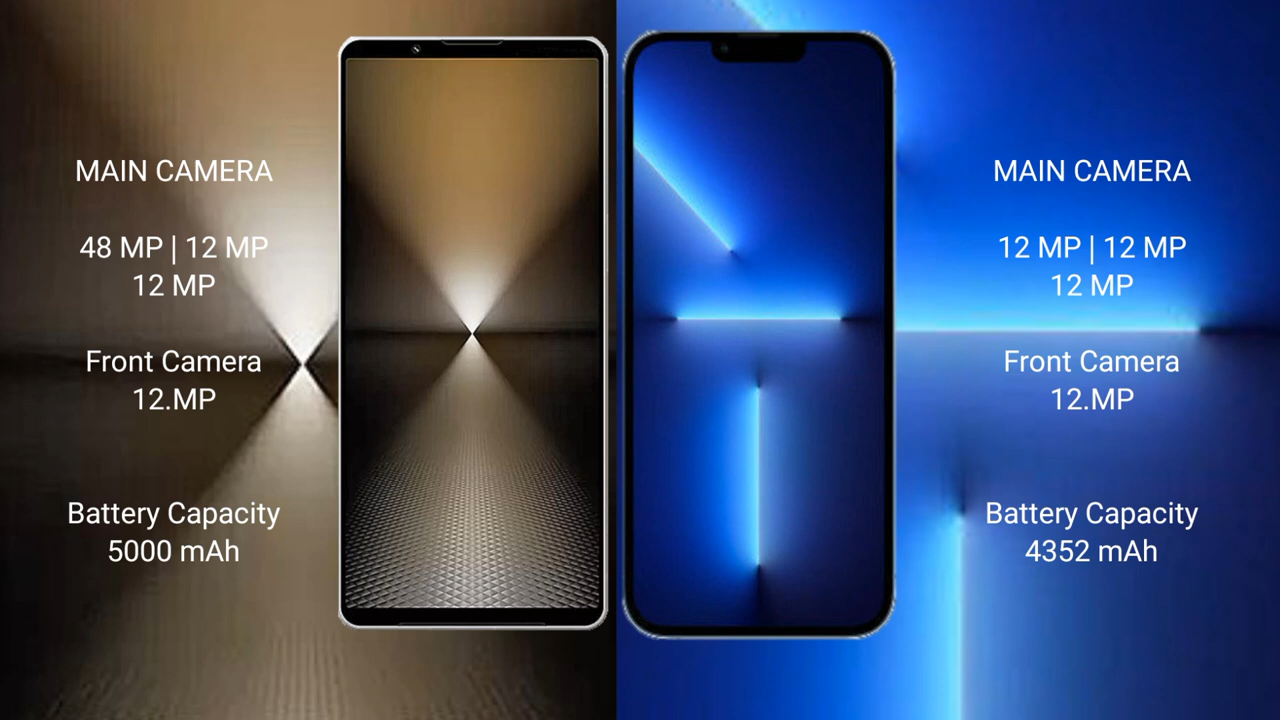 MAIN CAMERA
48 MP | 12 MP
12 MP
Front Camera
12.MP
Battery Capacity
5000 mAh
MAIN CAMERA
12 MP | 12 MP
12 MP
Front Camera
12.MP
Battery Capacity
4352 mAh